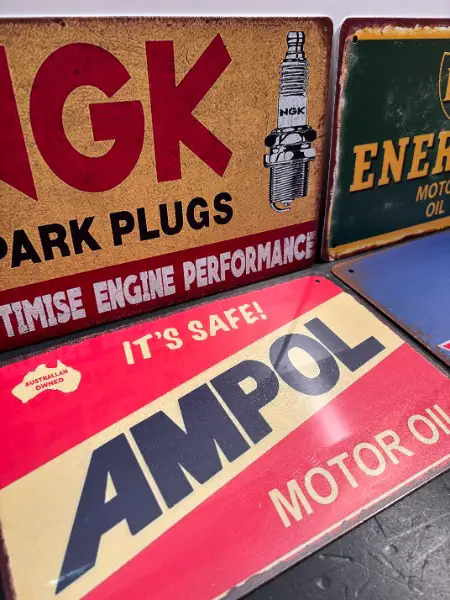 NGK
NGK
PARK PLUGS
TIMISE ENGINE PERFORMANCE
ENER
MOTO
OIL
IT'S SAFE!
AUSTRALIAN
OWNED
AMPOL
MOTOR OIL